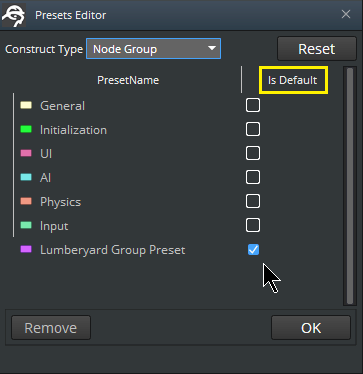 Presets Editor
Construct Type Node Group Reset
PresetName Is Default
General
Initialization
UI
AI
Physics
Input
Lumberyard Group Preset
Remove OK